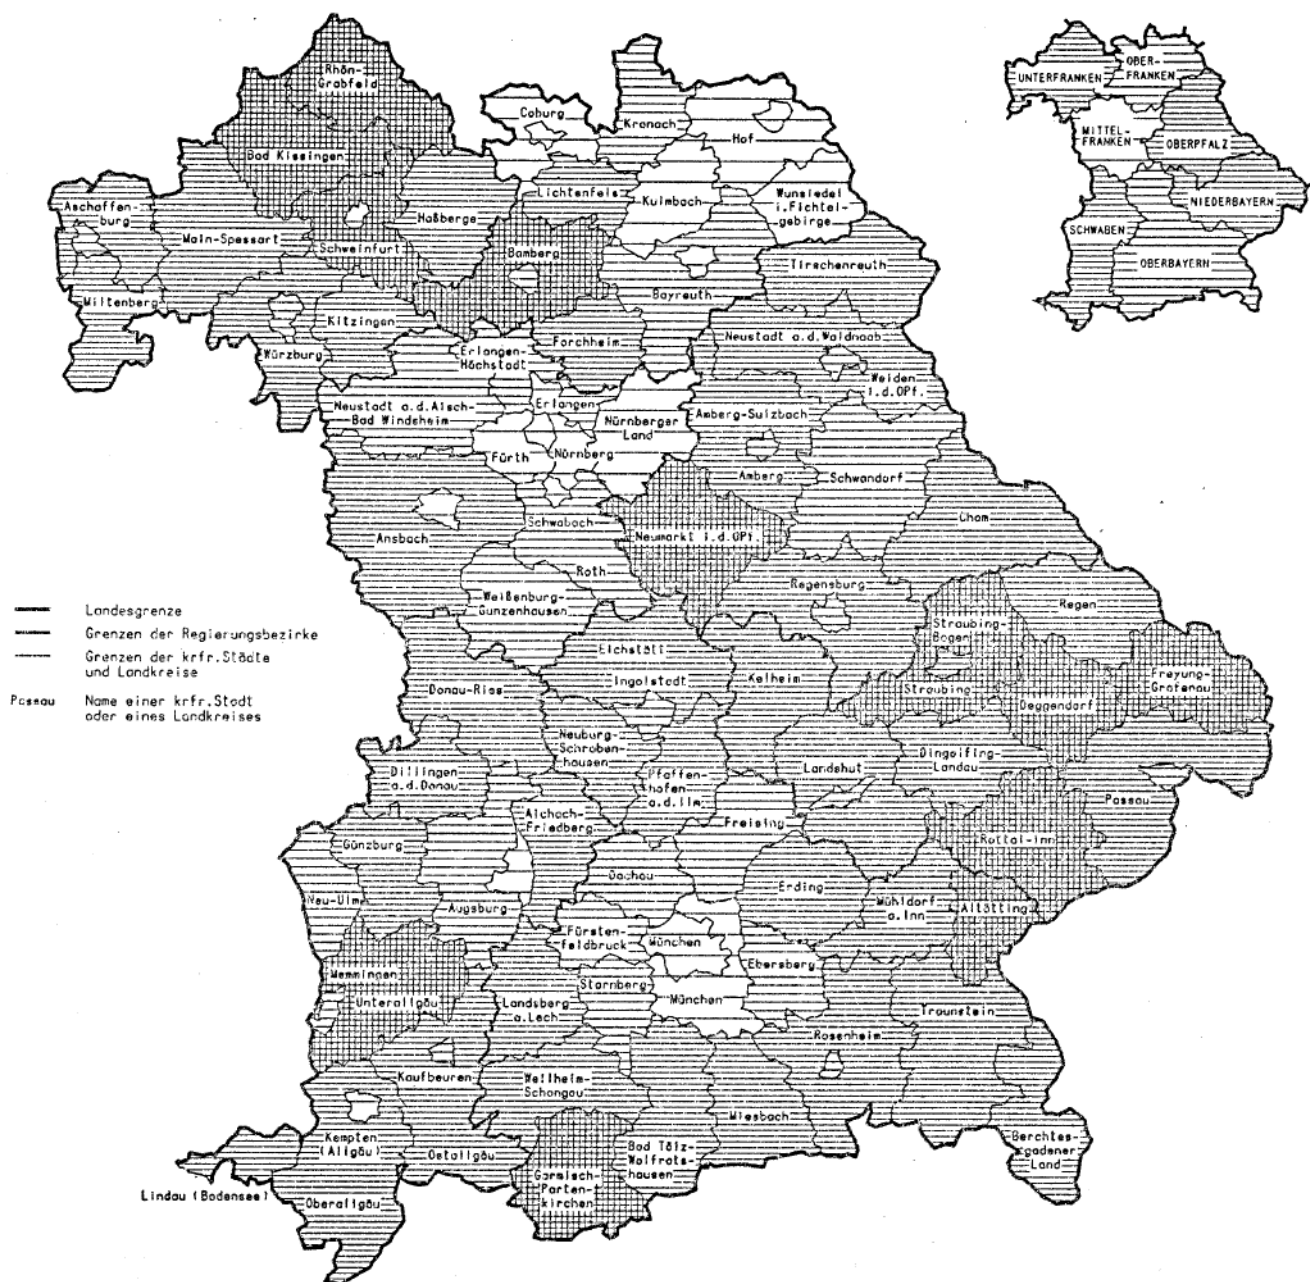 Rhön-
Grabfeld
Coburg
Kronach
Hof
Bad Kissingen
Lichtenfels
Kulmbach
Wunsiedel
i.Fichtel-
gebirge
Aschaffen-
burg
Haßberge
Main-Spessart
Schweinfurt
Bamberg
Tirschenreuth
Bayreuth
Miltenberg
Kitzingen
Würzburg
Erlangen-
Höchstadt
Forchheim
Neustadt a.d.Waldnaab
Weiden
i.d.OPf.
Neustadt a.d.Aisch-
Bad Windsheim
Erlangen
Nürnberger
Land
Amberg-Sulzbach
Fürth
Nürnberg
Amberg
Schwandorf
Cham
Schwabach
Ansbach
Neumarkt i.d.OPf.
Roth
Regensburg
Weißenburg-
Gunzenhausen
Regen
Straubing-
Bogen
Eichstätt
Ingolstadt
Kelheim
Donau-Ries
Straubing
Deggendorf
Freyung-
Grafenau
Neuburg-
Schroben-
hausen
Dingolfing-
Landau
Dillingen
a.d.Donau
Pfaffen-
hofen
a.d.Ilm
Landshut
Passau
Aichach-
Friedberg
Freising
Günzburg
Rottal-Inn
Dachau
Erding
Mühldorf
a.Inn
Altötting
Neu-Ulm
Augsburg
Fürsten-
feldbruck
München
Ebersberg
Memmingen
Unterallgäu
Starnberg
München
Landsberg
a.Lech
Traunstein
Rosenheim
Kaufbeuren
Weilheim-
Schongau
Miesbach
Kempten
(Allgäu)
Ostallgäu
Bad Tölz-
Wolfrats-
hausen
Berchtes-
gadener
Land
Garmisch-
Parten-
kirchen
Lindau (Bodensee)
Oberallgäu
UNTERFRANKEN
OBER-
FRANKEN
MITTEL-
FRANKEN
OBERPFALZ
NIEDERBAYERN
SCHWABEN
OBERBAYERN
Landesgrenze
Grenzen der Regierungsbezirke
Grenzen der krfr.Städte
und Landkreise
Passau Name einer krfr.Stadt
oder eines Landkreises